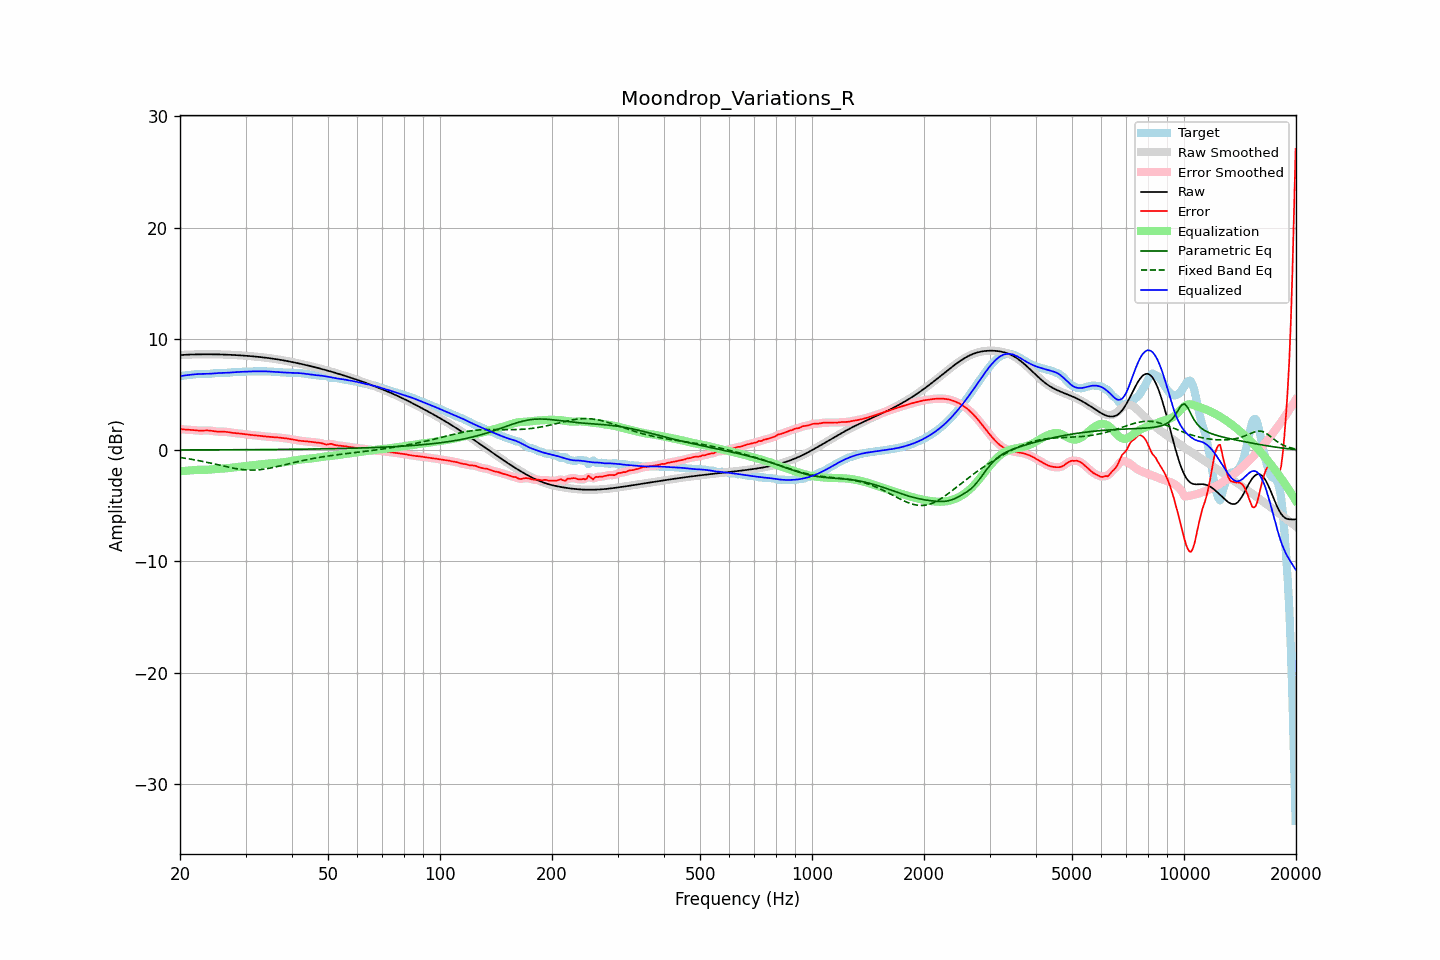 Moondrop_Variations_R
30
20
10
0
−10
−20
−30
Amplitude (dBr)
Target
Raw Smoothed
Error Smoothed
Raw
Error
Equalization
Parametric Eq
Fixed Band Eq
Equalized
20 50 100 200 500 1000 2000 5000 10000 20000
Frequency (Hz)